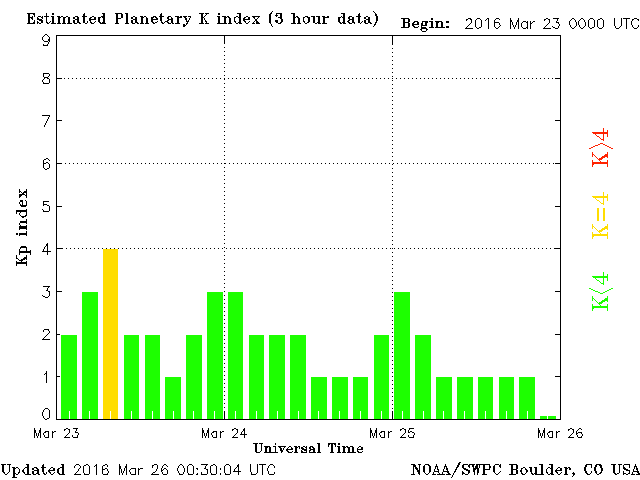 Estimated Planetary K index (3 hour data) Begin: 2016 Mar 23 0000 UTC
9
8
7
6
5
4
3
2
1
0
Kp index
K>4
K=4
K<4
Mar 23 Mar 24 Mar 25 Mar 26
Universal Time
Updated 2016 Mar 26 00:30:04 UTC NOAA/SWPC Boulder, CO USA